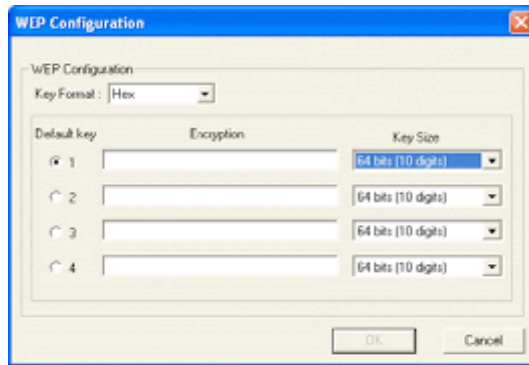 WEP Configuration
WEP Configuration
Key Format : Hex
Default key Encryption Key Size
1 64 bits (10 digits)
2 64 bits (10 digits)
3 64 bits (10 digits)
4 64 bits (10 digits)
OK Cancel